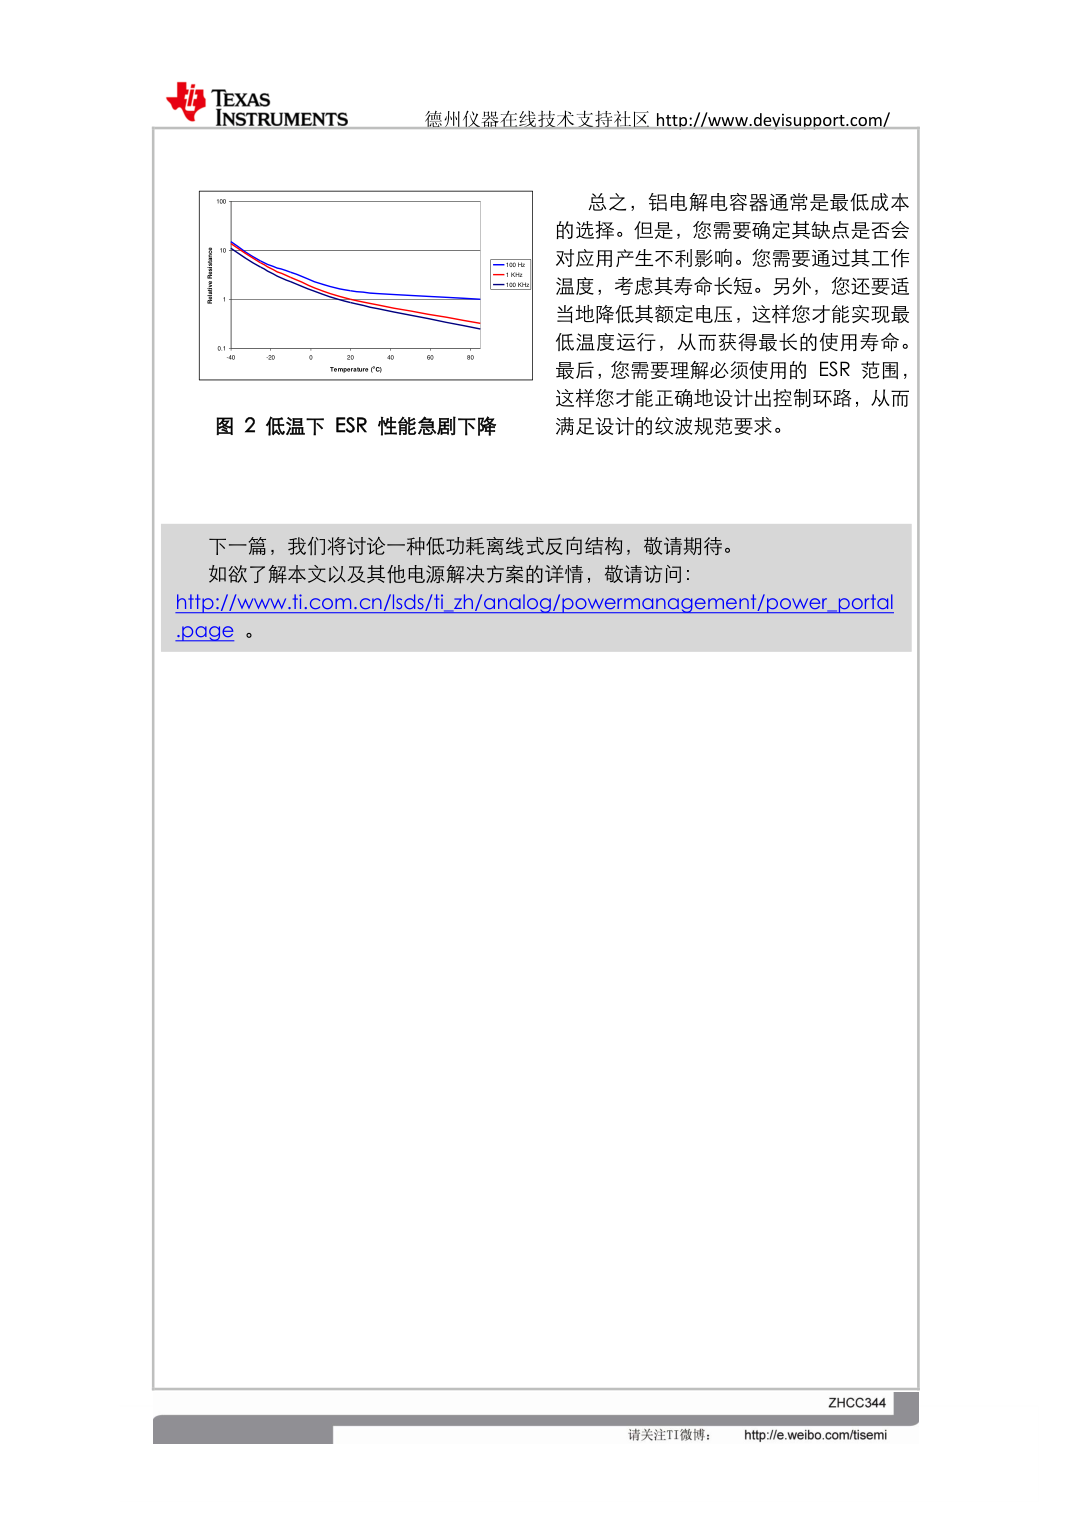 TEXAS
INSTRUMENTS
德州仪器在线技术支持社区 http://www.deyisupport.com/
100
10
1
0.1
Relative Resistance
-40 -20 0 20 40 60 80
Temperature (°C)
100 Hz
1 KHz
100 KHz
图 2 低温下 ESR 性能急剧下降
总之，铝电解电容器通常是最低成本
的选择。但是，您需要确定其缺点是否会
对应用产生不利影响。您需要通过其工作
温度，考虑其寿命长短。另外，您还要适
当地降低其额定电压，这样您才能实现最
低温度运行，从而获得最长的使用寿命。
最后，您需要理解必须使用的 ESR 范围，
这样您才能正确地设计出控制环路，从而
满足设计的纹波规范要求。
下一篇，我们将讨论一种低功耗离线式反向结构，敬请期待。
如欲了解本文以及其他电源解决方案的详情，敬请访问：
http://www.ti.com.cn/lsds/ti_zh/analog/powermanagement/power_portal
.page 。
ZHCC344
请关注TI微博： http://e.weibo.com/tisemi